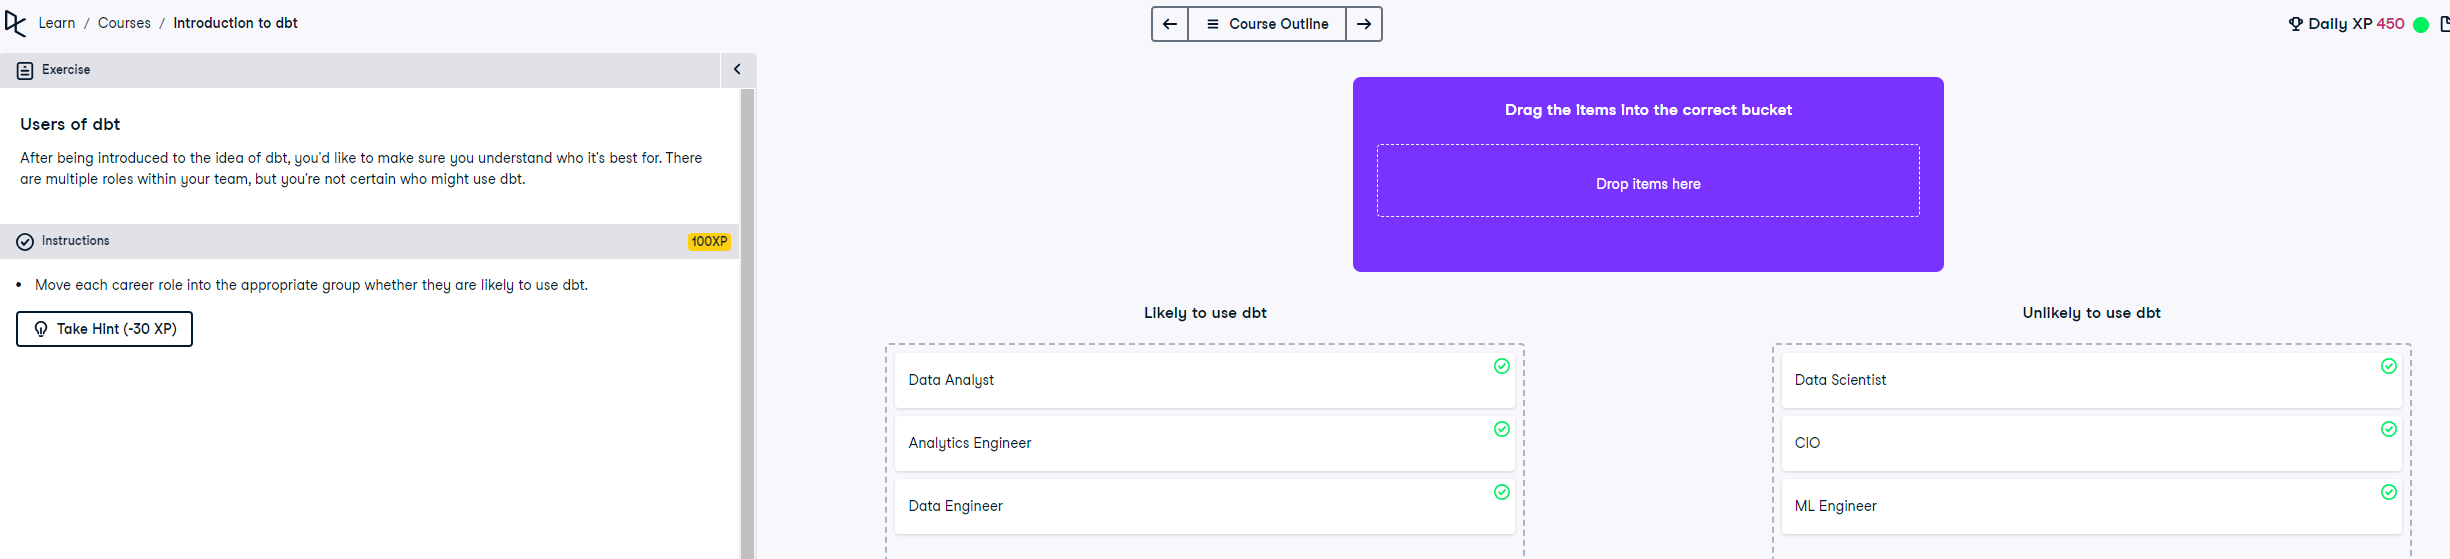 Learn / Courses / Introduction to dbt
Course Outline
Daily XP 450
Exercise
Users of dbt
After being introduced to the idea of dbt, you'd like to make sure you understand who it's best for. There
are multiple roles within your team, but you're not certain who might use dbt.
Instructions
100XP
• Move each career role into the appropriate group whether they are likely to use dbt.
Take Hint (-30 XP)
Drag the items into the correct bucket
Drop items here
Likely to use dbt
Data Analyst
Analytics Engineer
Data Engineer
Unlikely to use dbt
Data Scientist
CIO
ML Engineer